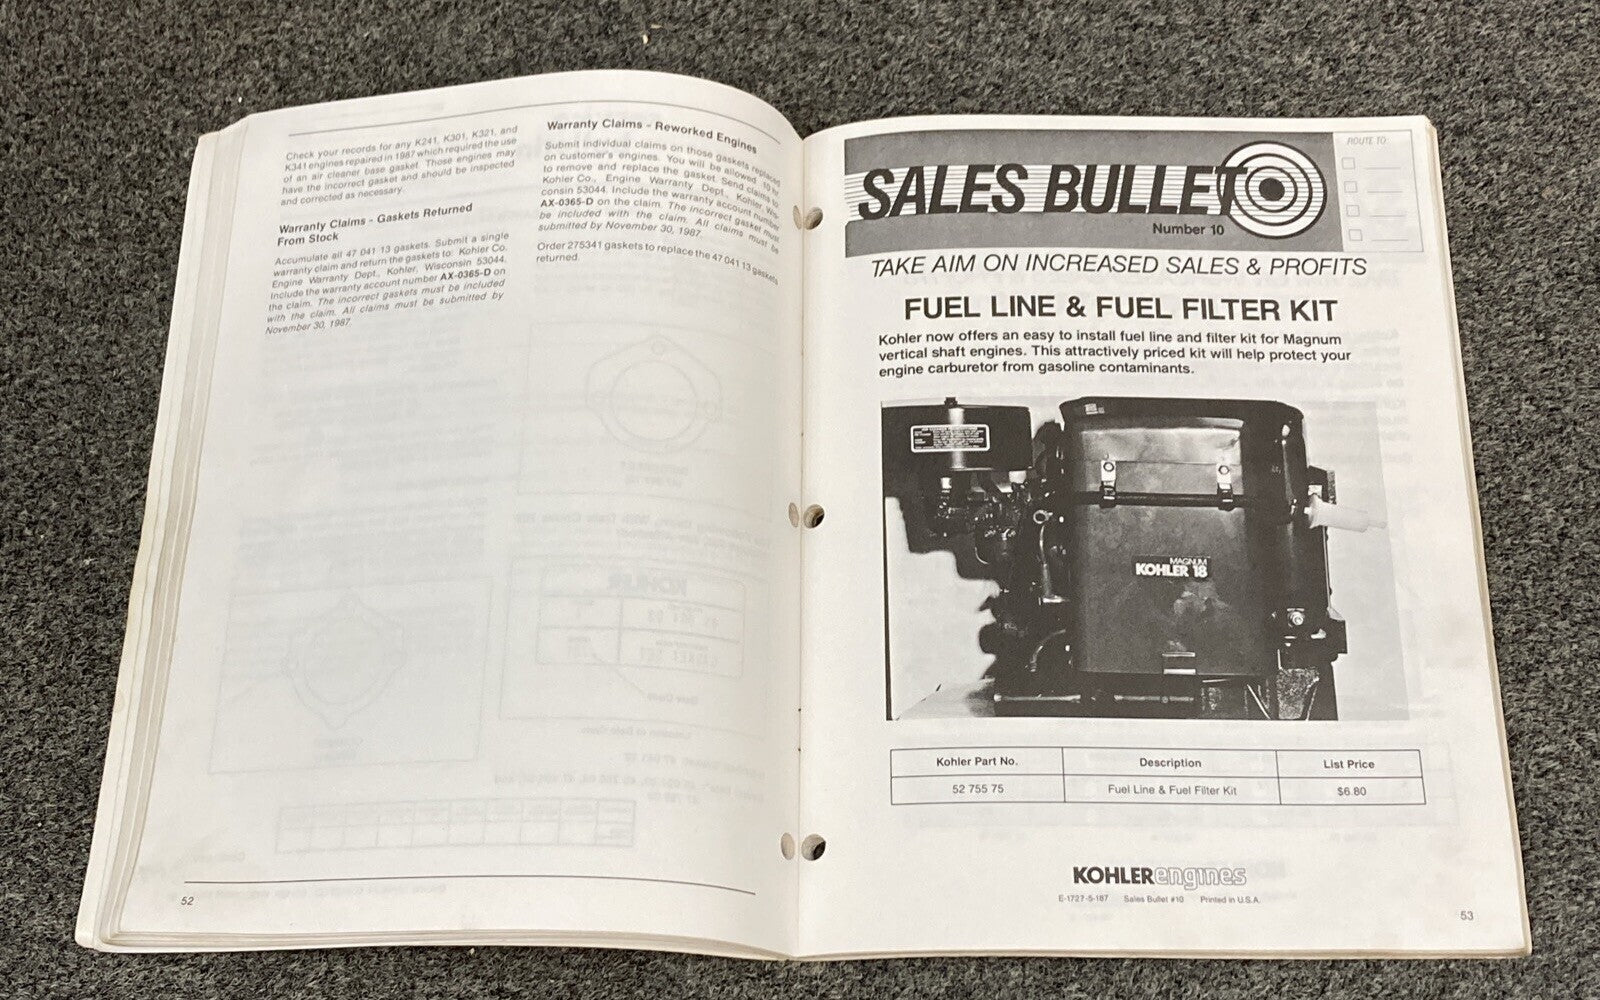 Check your records for any K241, K301, K321, and
K341 engines repaired in 1987 which required the use
of an air cleaner base gasket. Those engines may
have the incorrect gasket and should be inspected
and corrected as necessary.
Warranty Claims - Gaskets Returned
From Stock
Accumulate all 47 041 13 gaskets. Submit a single
warranty claim and return the gaskets to: Kohler Co.
Engine Warranty Dept., Kohler, Wisconsin 53044.
Include the warranty account number AX-0365-D on
the claim. The incorrect gaskets must be included
with the claim. All claims must be submitted by
November 30, 1987.
Warranty Claims - Reworked Engines
Submit individual claims on those gaskets replaced
on customer's engines. You will be allowed .10 hr
to remove and replace the gasket. Send claims to
Kohler Co., Engine Warranty Dept., Kohler, Wis-
consin 53044. Include the warranty account number
AX-0365-D on the claim. The incorrect gasket must
be included with the claim. All claims must be
submitted by November 30, 1987.
Order 275341 gaskets to replace the 47 041 13 gaskets
returned.
52
ROUTE TO:
SALES BULLET
Number 10
TAKE AIM ON INCREASED SALES & PROFITS
FUEL LINE & FUEL FILTER KIT
Kohler now offers an easy to install fuel line and filter kit for Magnum
vertical shaft engines. This attractively priced kit will help protect your
engine carburetor from gasoline contaminants.
MAGNUM
KOHLER 18
Kohler Part No. Description List Price
52 755 75 Fuel Line & Fuel Filter Kit $6.80
KOHLERengines
E-1727-5-187 Sales Bullet #10 Printed in U.S.A.
53